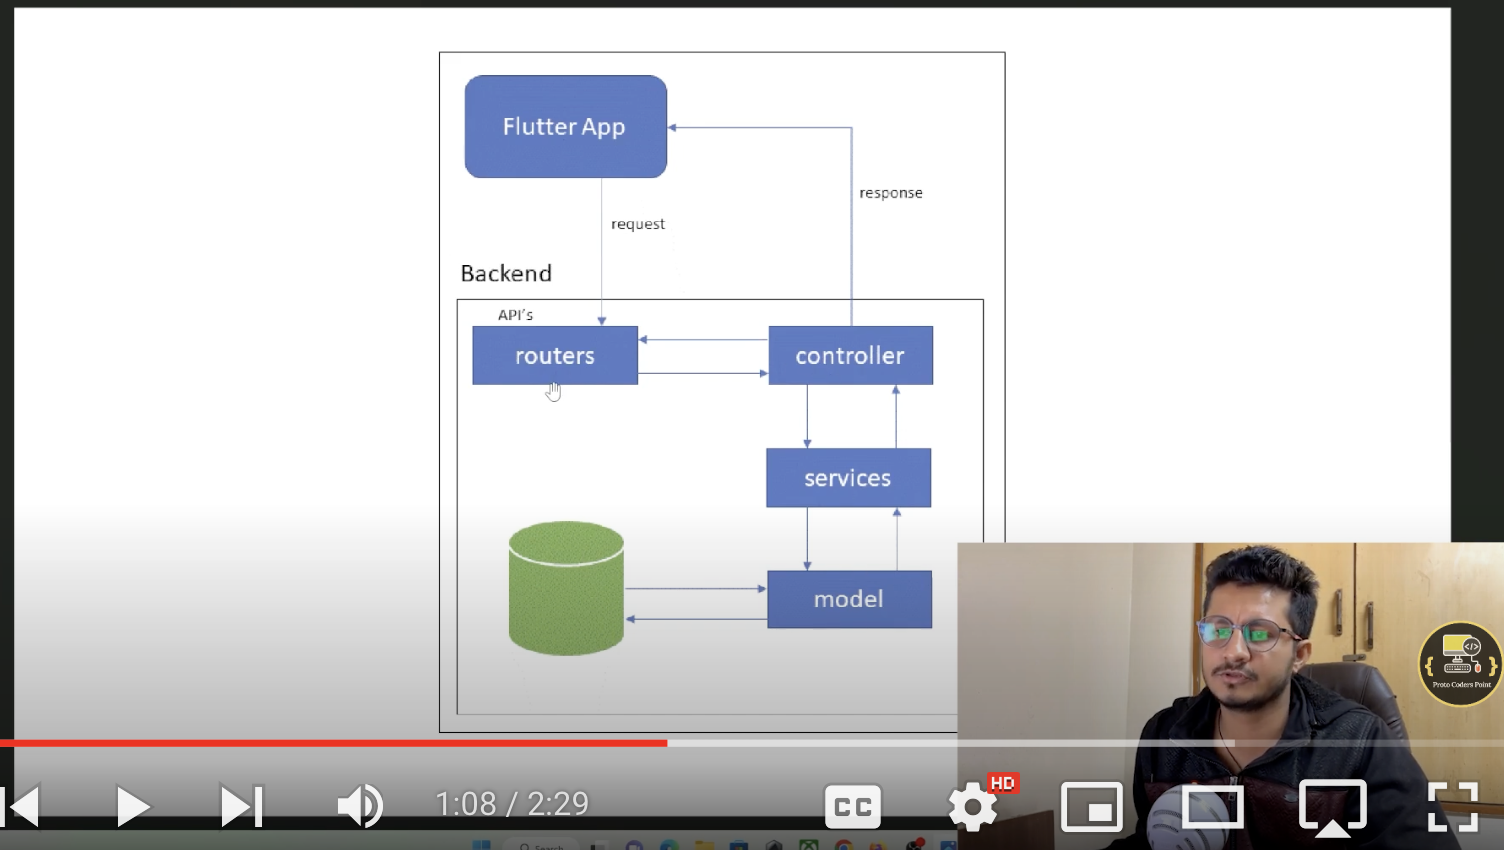 Flutter App
response
request
Backend
API's
routers
controller
services
model
</>
Proto Coders Point
HD
1:08 / 2:29
CC
Search